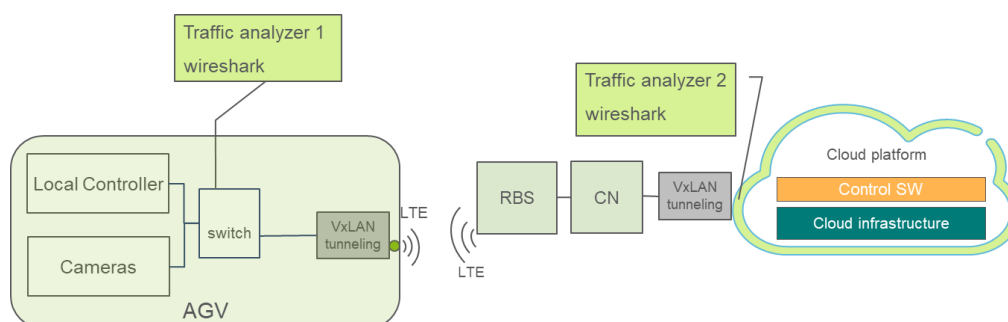 Traffic analyzer 1
wireshark
Traffic analyzer 2
wireshark
Local Controller
switch
Cameras
VxLAN
tunneling
LTE
AGV
LTE
RBS
CN
VxLAN
tunneling
Cloud platform
Control SW
Cloud infrastructure